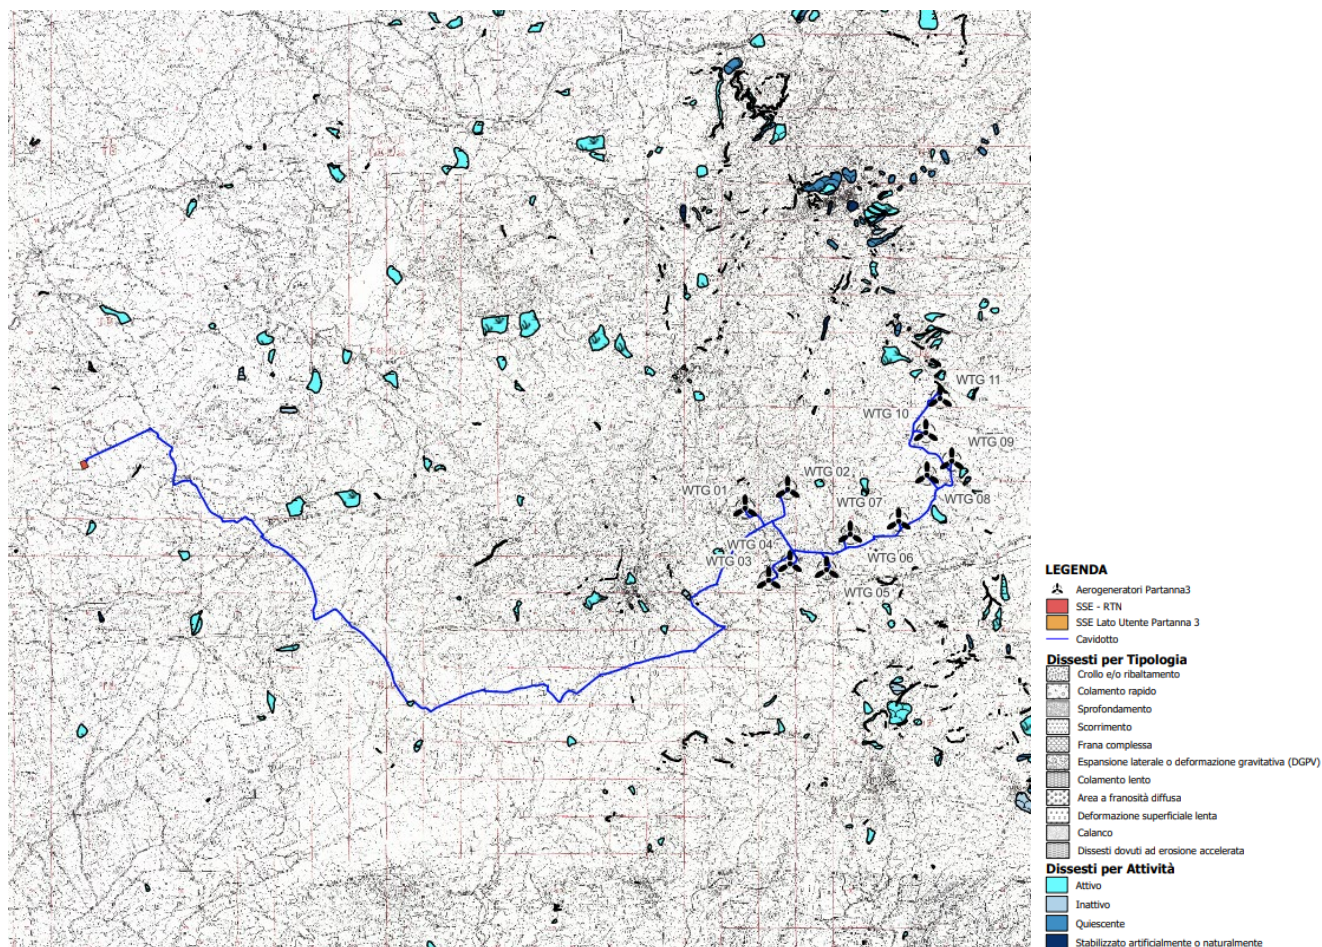 WTG 11
WTG 10
WTG 09
WTG 02
WTG 01
WTG 07
WTG 08
WTG 04
WTG 06
WTG 03
WTG 05
LEGENDA
Aerogeneratori Partanna3
SSE - RTN
SSE Lato Utente Partanna 3
Cavidotto
Dissesti per Tipologia
Crollo e/o ribaltamento
Colamento rapido
Sprofondamento
Scorrimento
Frana complessa
Espansione laterale o deformazione gravitativa (DGPV)
Colamento lento
Area a franosità diffusa
Deformazione superficiale lenta
Calanco
Dissesti dovuti ad erosione accelerata
Dissesti per Attività
Attivo
Inattivo
Quiescente
Stabilizzato artificialmente o naturalmente